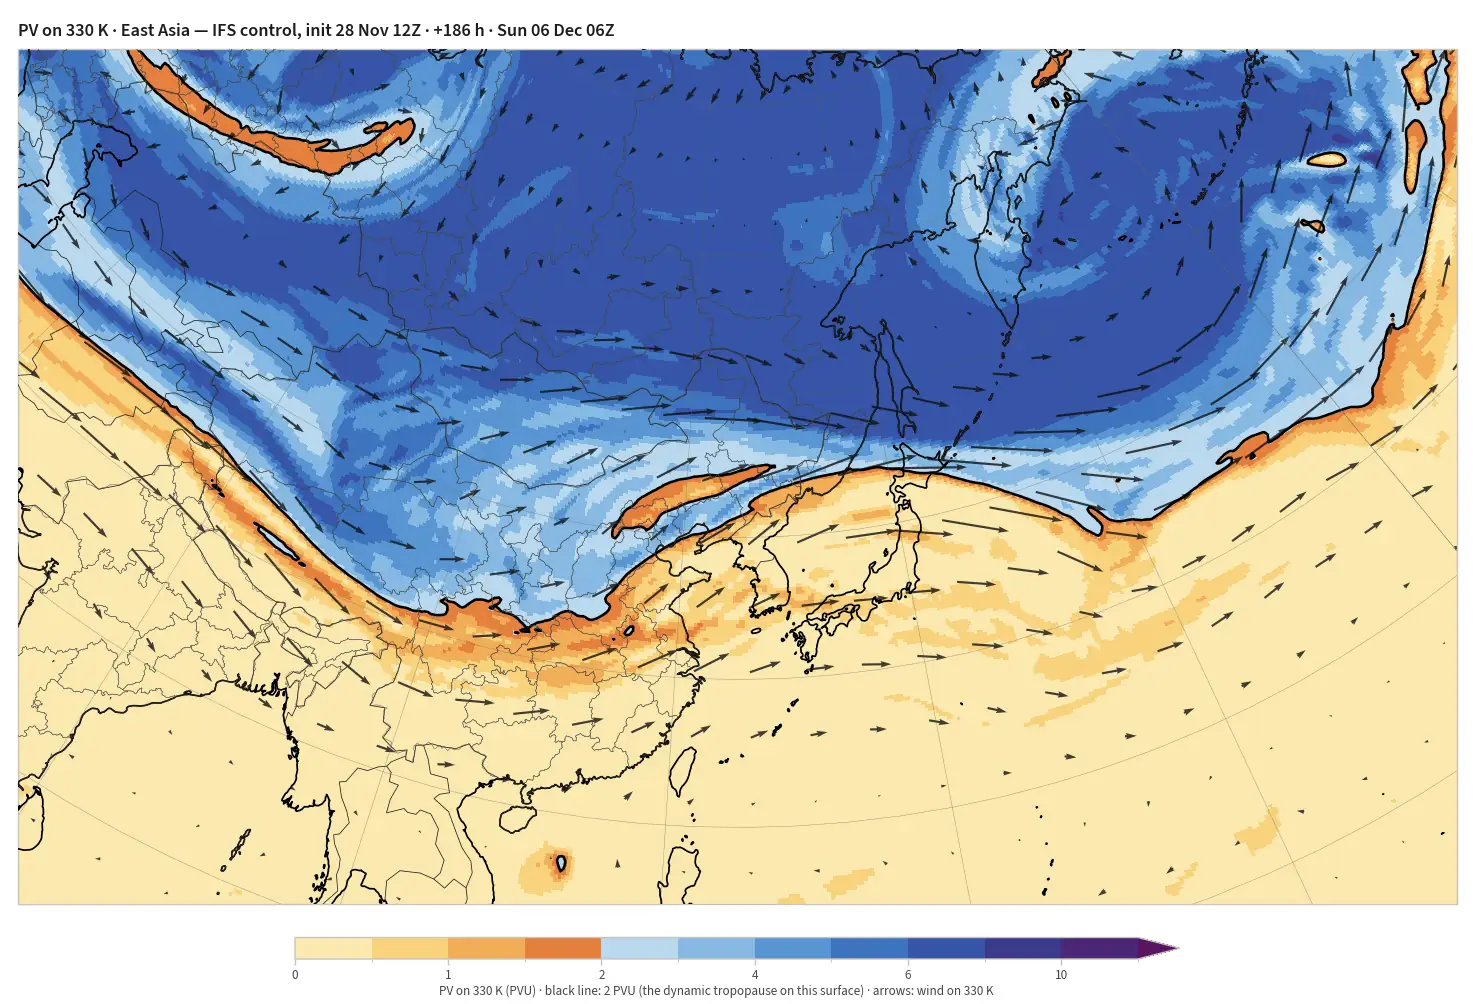 PV on 330 K · East Asia — IFS control, init 28 Nov 12Z · +186 h · Sun 06 Dec 06Z
0 1 2 4 6 10
PV on 330 K (PVU) · black line: 2 PVU (the dynamic tropopause on this surface) · arrows: wind on 330 K